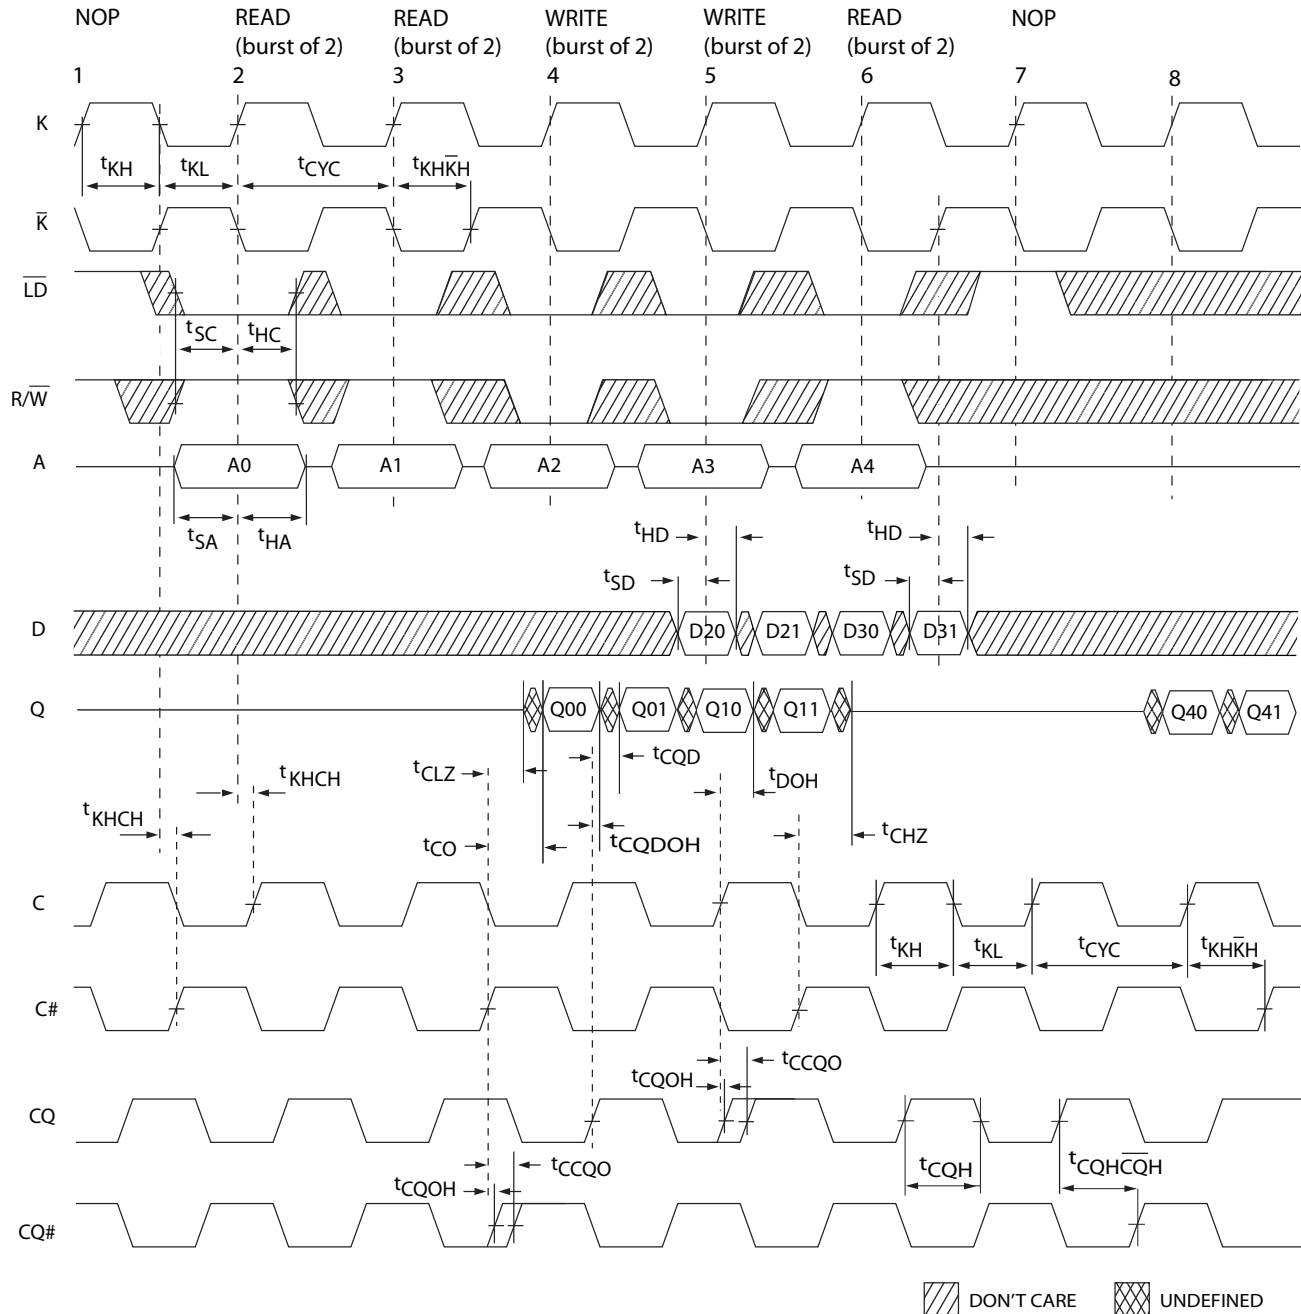 NOP READ READ WRITE WRITE READ NOP
(burst of 2) (burst of 2) (burst of 2) (burst of 2) (burst of 2)
1 2 3 4 5 6 7 8
K
tKH tKL tCYC tKHK̅H
K̅
L̅D̅
tSC tHC
R/W̅
A A0 A1 A2 A3 A4
tSA tHA tHD tHD
tSD tSD
D D20 D21 D30 D31
Q Q00 Q01 Q10 Q11 Q40 Q41
tKHCH tCLZ tCQD tDOH
tKHCH tCO tCQDOH tCHZ
C
tKH tKL tCYC tKHK̅H
C#
tCQOH tCCQO
CQ
tCCQO tCQH tCQHC̅Q̅H
tCQOH
CQ#
DON'T CARE UNDEFINED